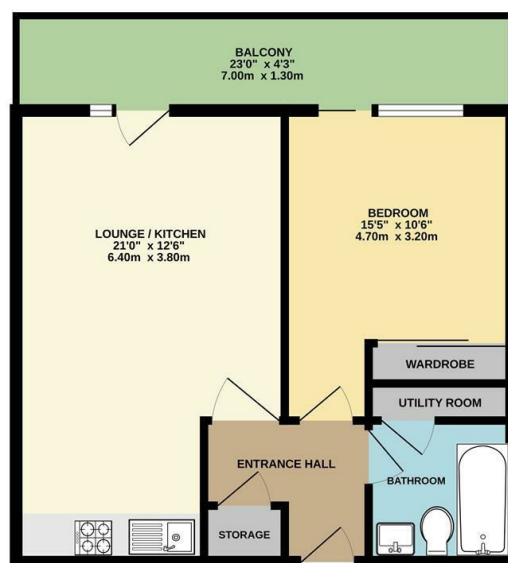 BALCONY
23'0" x 4'3"
7.00m x 1.30m
LOUNGE / KITCHEN
21'0" x 12'6"
6.40m x 3.80m
BEDROOM
15'5" x 10'6"
4.70m x 3.20m
WARDROBE
UTILITY ROOM
ENTRANCE HALL
BATHROOM
STORAGE